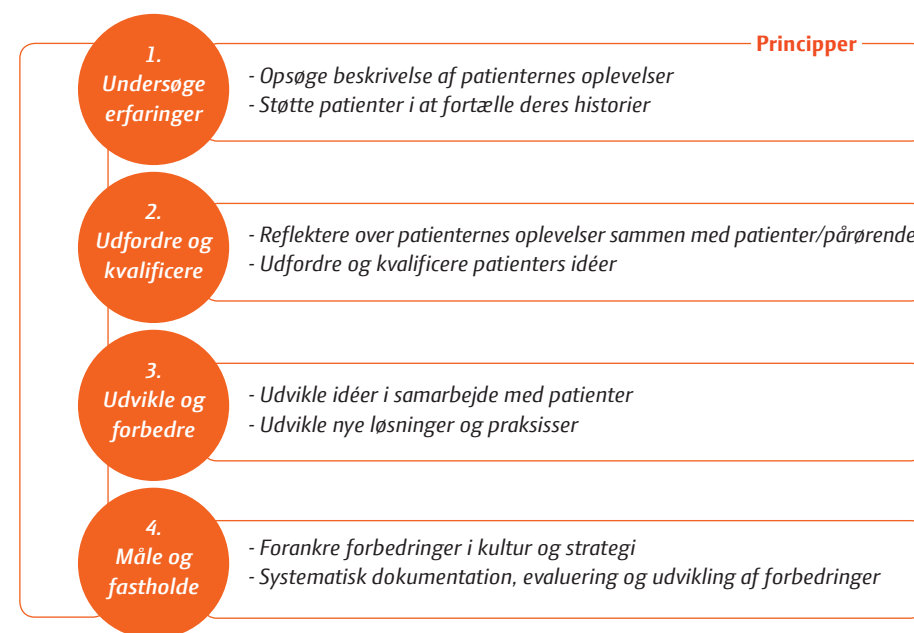 Principper
1.
Undersøge
erfaringer
- Opsøge beskrivelse af patienternes oplevelser
- Støtte patienter i at fortælle deres historier
2.
Udfordre og
kvalificere
- Reflektere over patienternes oplevelser sammen med patienter/pårørende
- Udfordre og kvalificere patienters idéer
3.
Udvikle og
forbedre
- Udvikle idéer i samarbejde med patienter
- Udvikle nye løsninger og praksisser
4.
Måle og
fastholde
- Forankre forbedringer i kultur og strategi
- Systematisk dokumentation, evaluering og udvikling af forbedringer